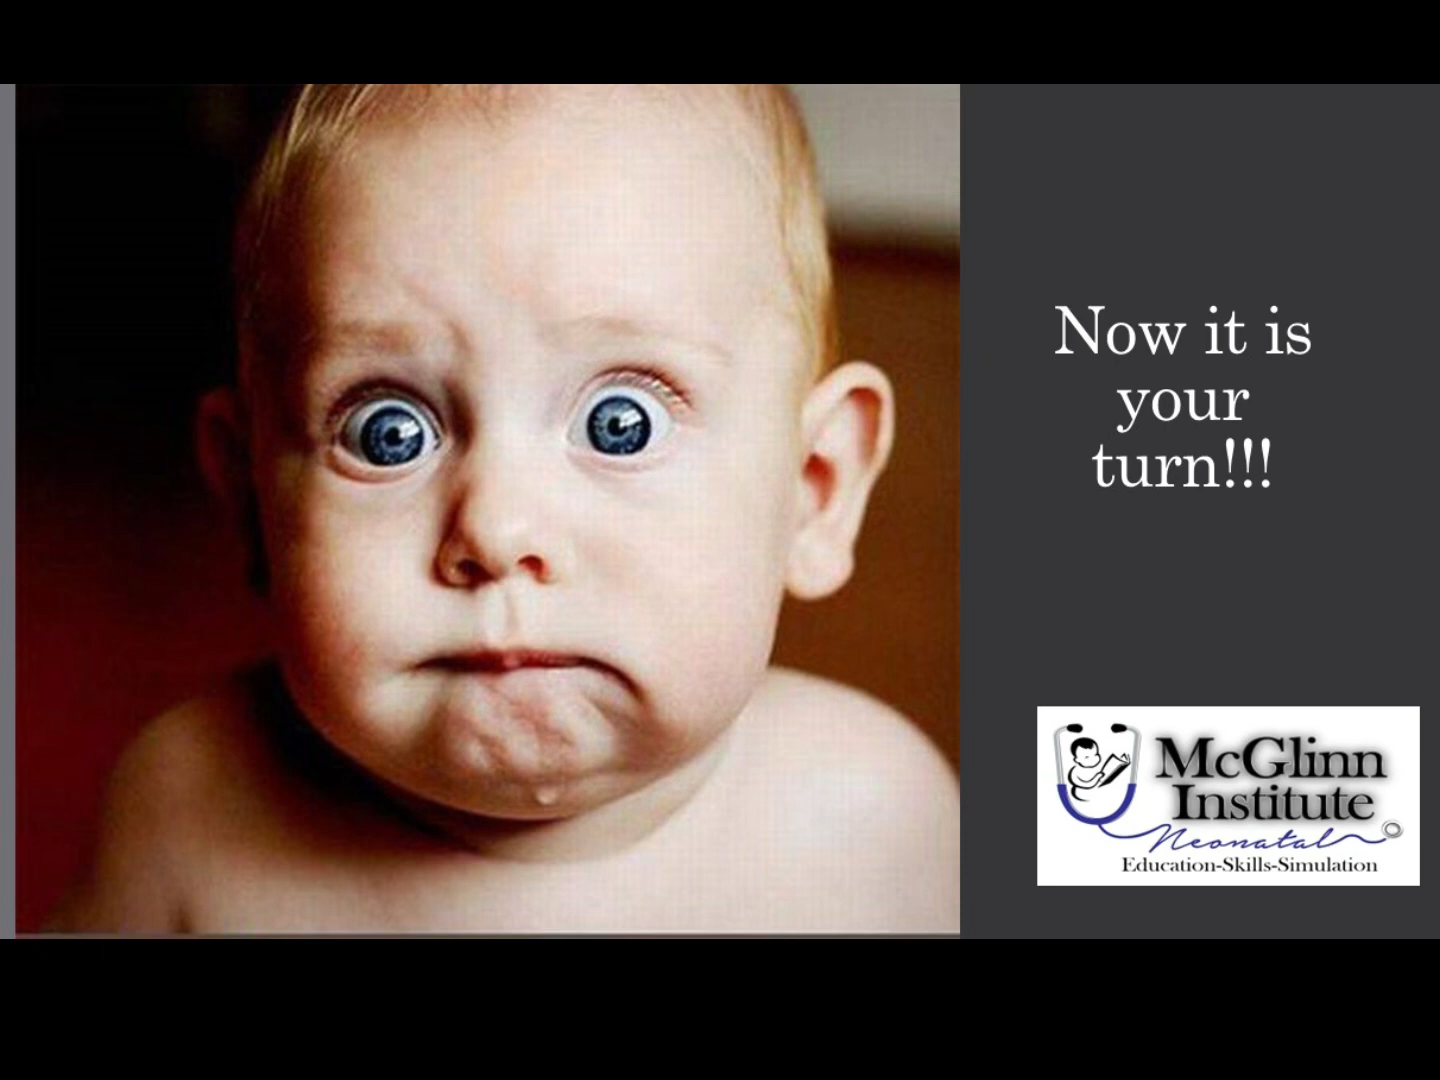 Now it is
your
turn!!!
McGlinn
Institute
Neonatal
Education-Skills-Simulation